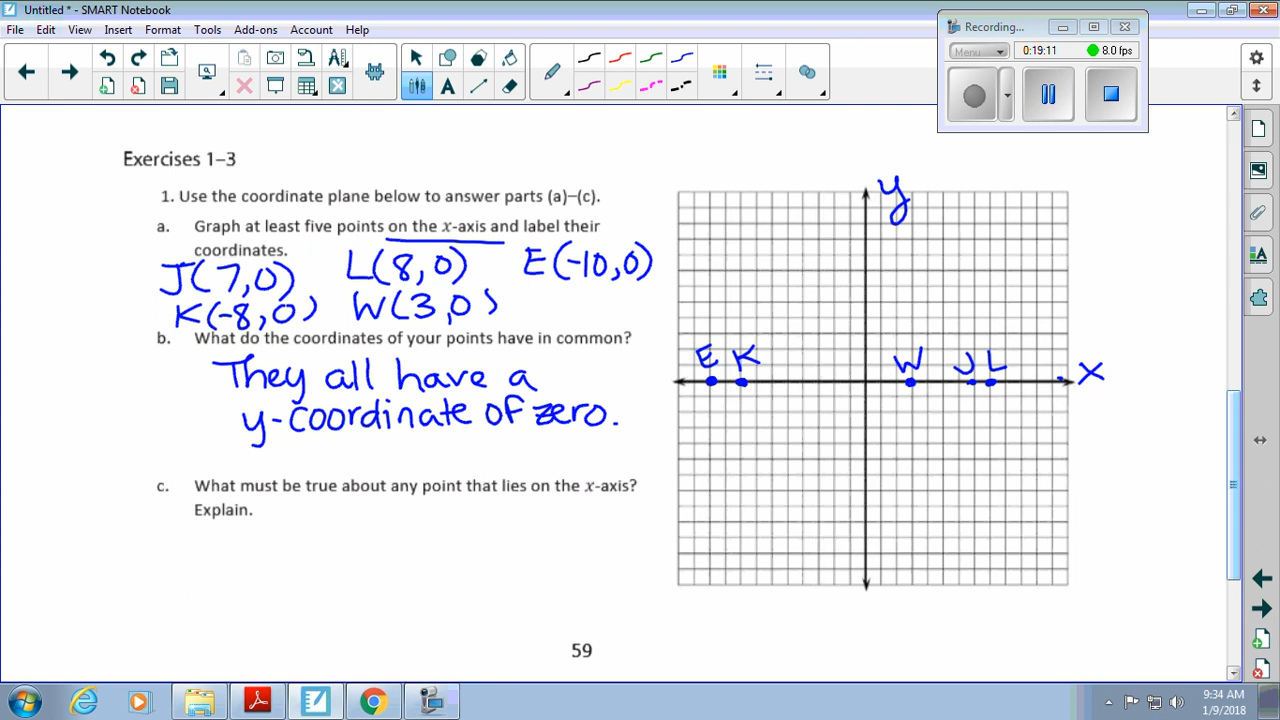 Untitled * - SMART Notebook
File Edit View Insert Format Tools Add-ons Account Help
Recording...
Menu 0:19:11 8.0 fps
Exercises 1–3
1. Use the coordinate plane below to answer parts (a)–(c).
a. Graph at least five points on the x-axis and label their
coordinates.
J(7,0) L(8,0) E(-10,0)
K(-8,0) W(3,0)
b. What do the coordinates of your points have in common?
They all have a
y-coordinate of zero.
c. What must be true about any point that lies on the x-axis?
Explain.
y
E K W J L x
59
9:34 AM
1/9/2018